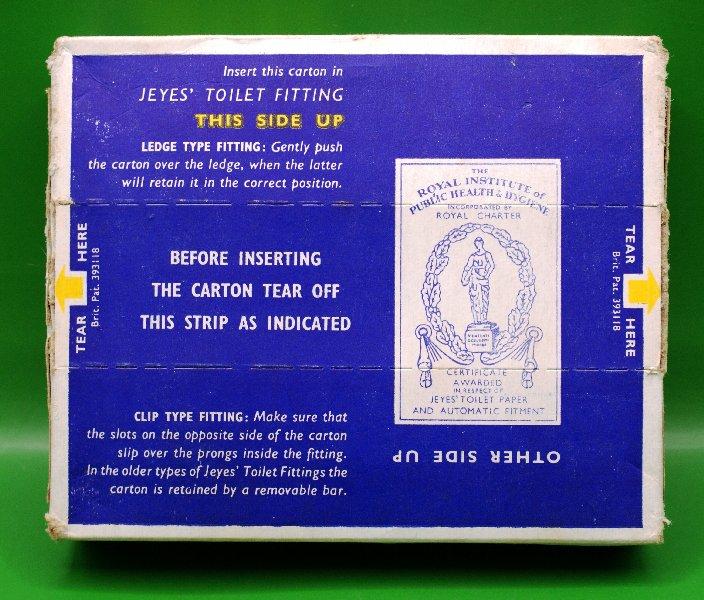 Insert this carton in
JEYES' TOILET FITTING
THIS SIDE UP
LEDGE TYPE FITTING: Gently push
the carton over the ledge, when the latter
will retain it in the correct position.
TEAR HERE
Brit. Pat. 393118
BEFORE INSERTING
THE CARTON TEAR OFF
THIS STRIP AS INDICATED
CLIP TYPE FITTING: Make sure that
the slots on the opposite side of the carton
slip over the prongs inside the fitting.
In the older types of Jeyes' Toilet Fittings the
carton is retained by a removable bar.
THE
ROYAL INSTITUTE of
PUBLIC HEALTH & HYGIENE
INCORPORATED BY
ROYAL CHARTER
CERTIFICATE
AWARDED
IN RESPECT OF
JEYES' TOILET PAPER
AND AUTOMATIC FITMENT
OTHER SIDE UP
TEAR HERE
Brit. Pat. 393118